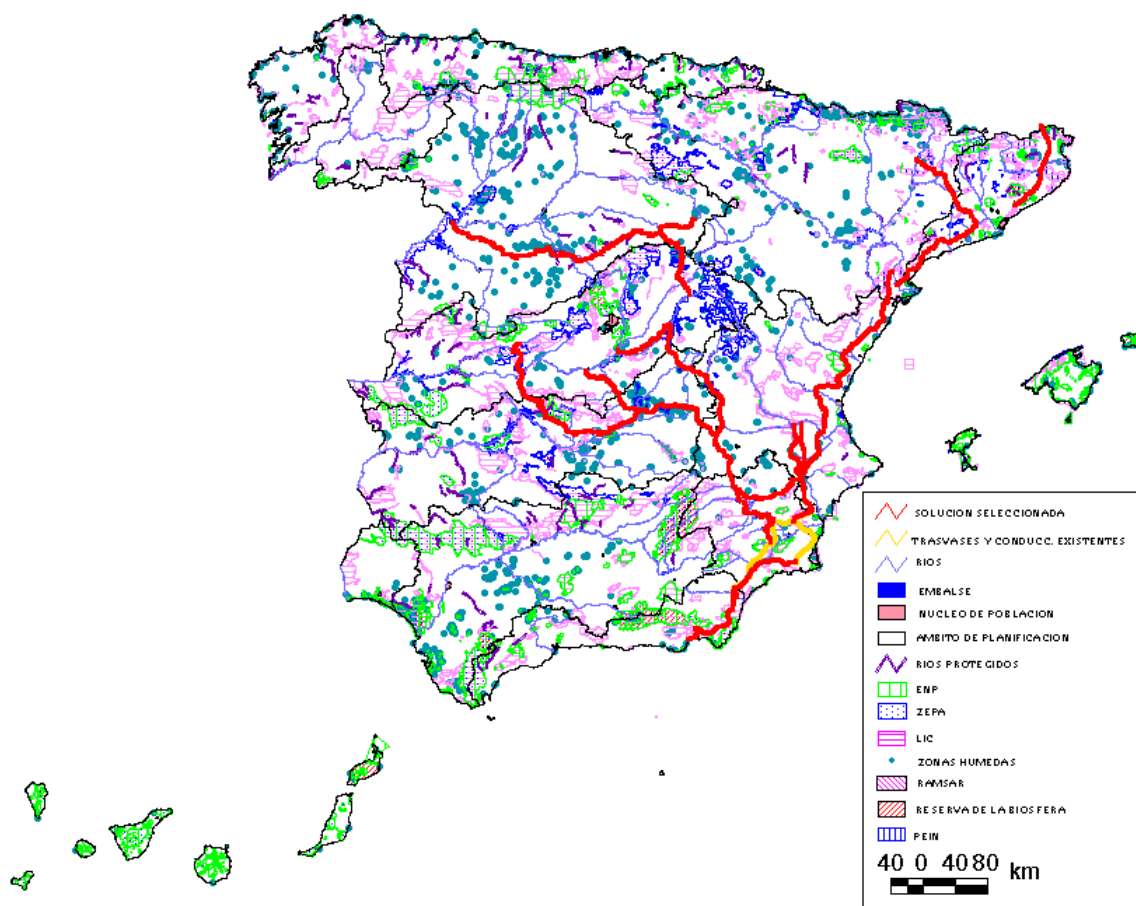 SOLUCION SELECCIONADA
TRASVASES Y CONDUCC. EXISTENTES
RIOS
EMBALSE
NUCLEO DE POBLACION
AMBITO DE PLANIFICACION
RIOS PROTEGIDOS
ENP
ZEPA
LIC
ZONAS HUMEDAS
RAMSAR
RESERVA DE LA BIOSFERA
PEIN
40 0 40 80 km